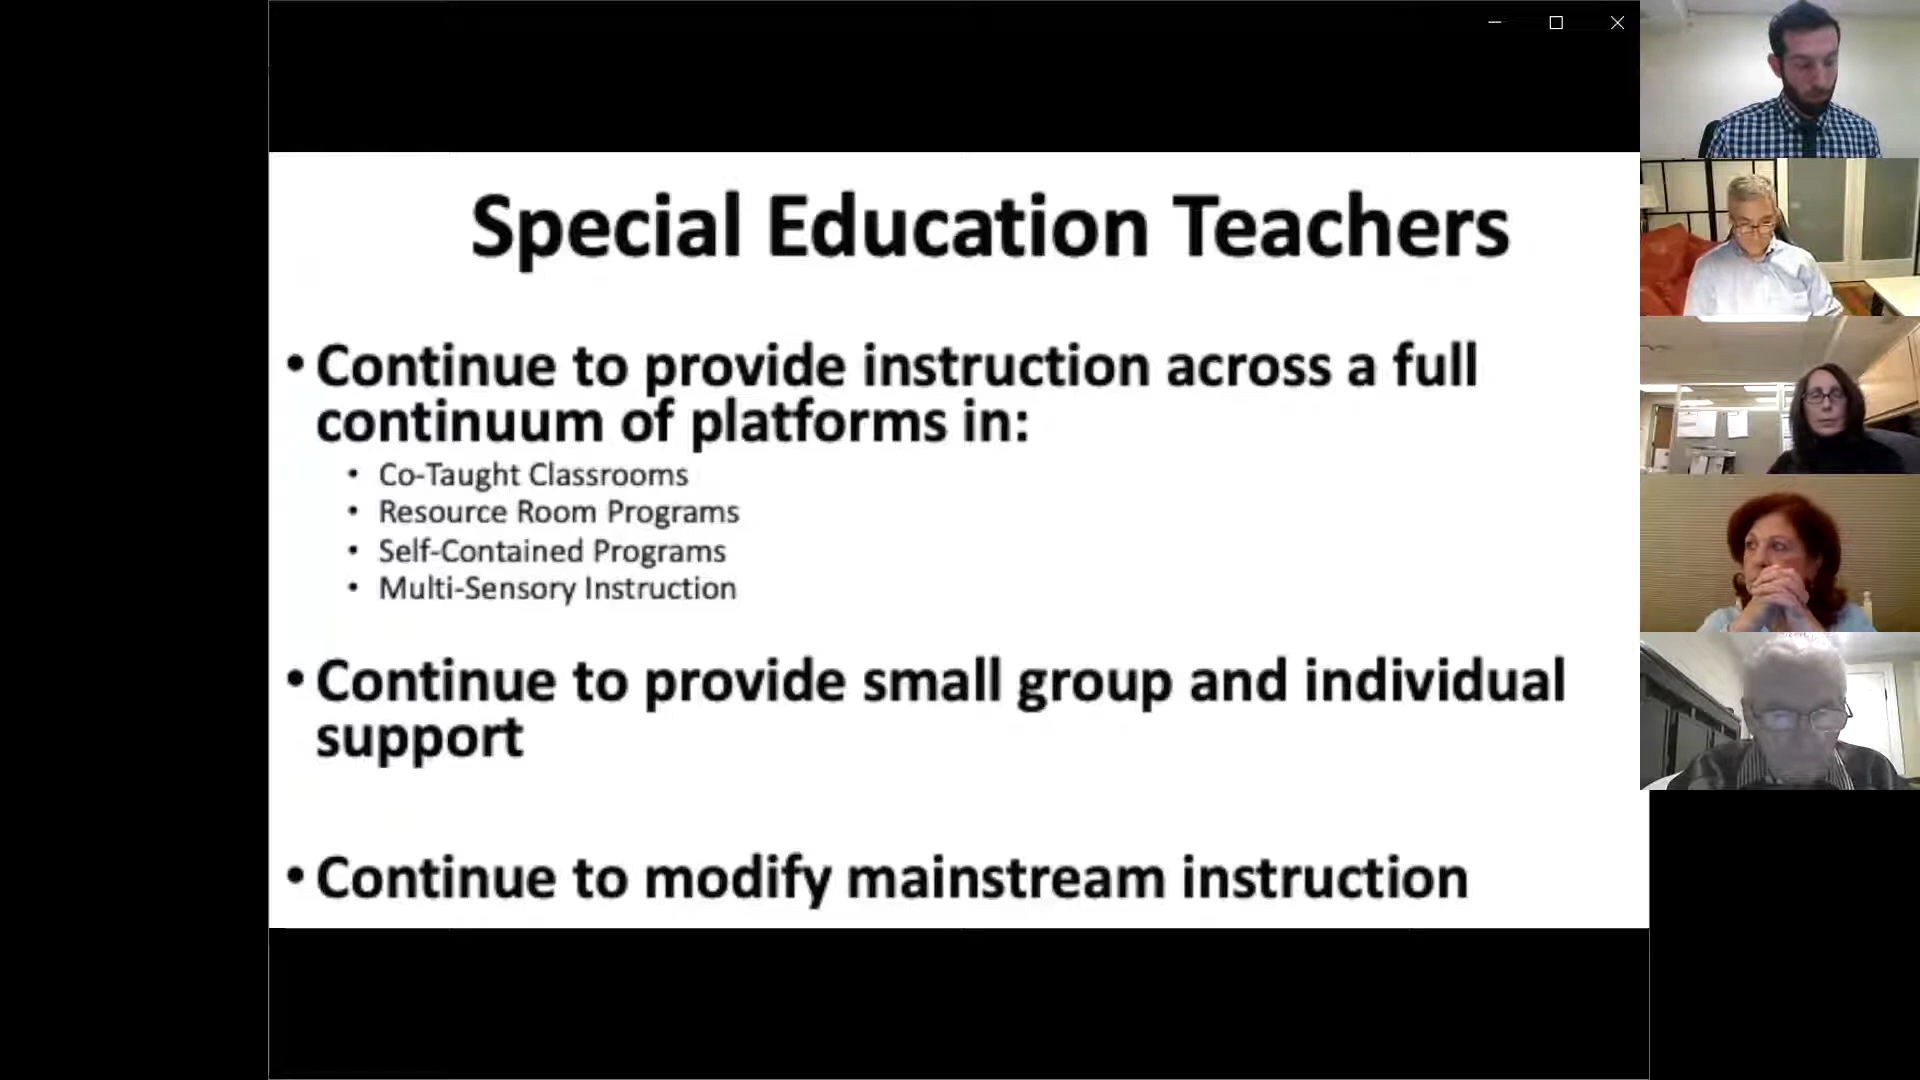 Special Education Teachers
• Continue to provide instruction across a full
continuum of platforms in:
• Co-Taught Classrooms
• Resource Room Programs
• Self-Contained Programs
• Multi-Sensory Instruction
• Continue to provide small group and individual
support
• Continue to modify mainstream instruction